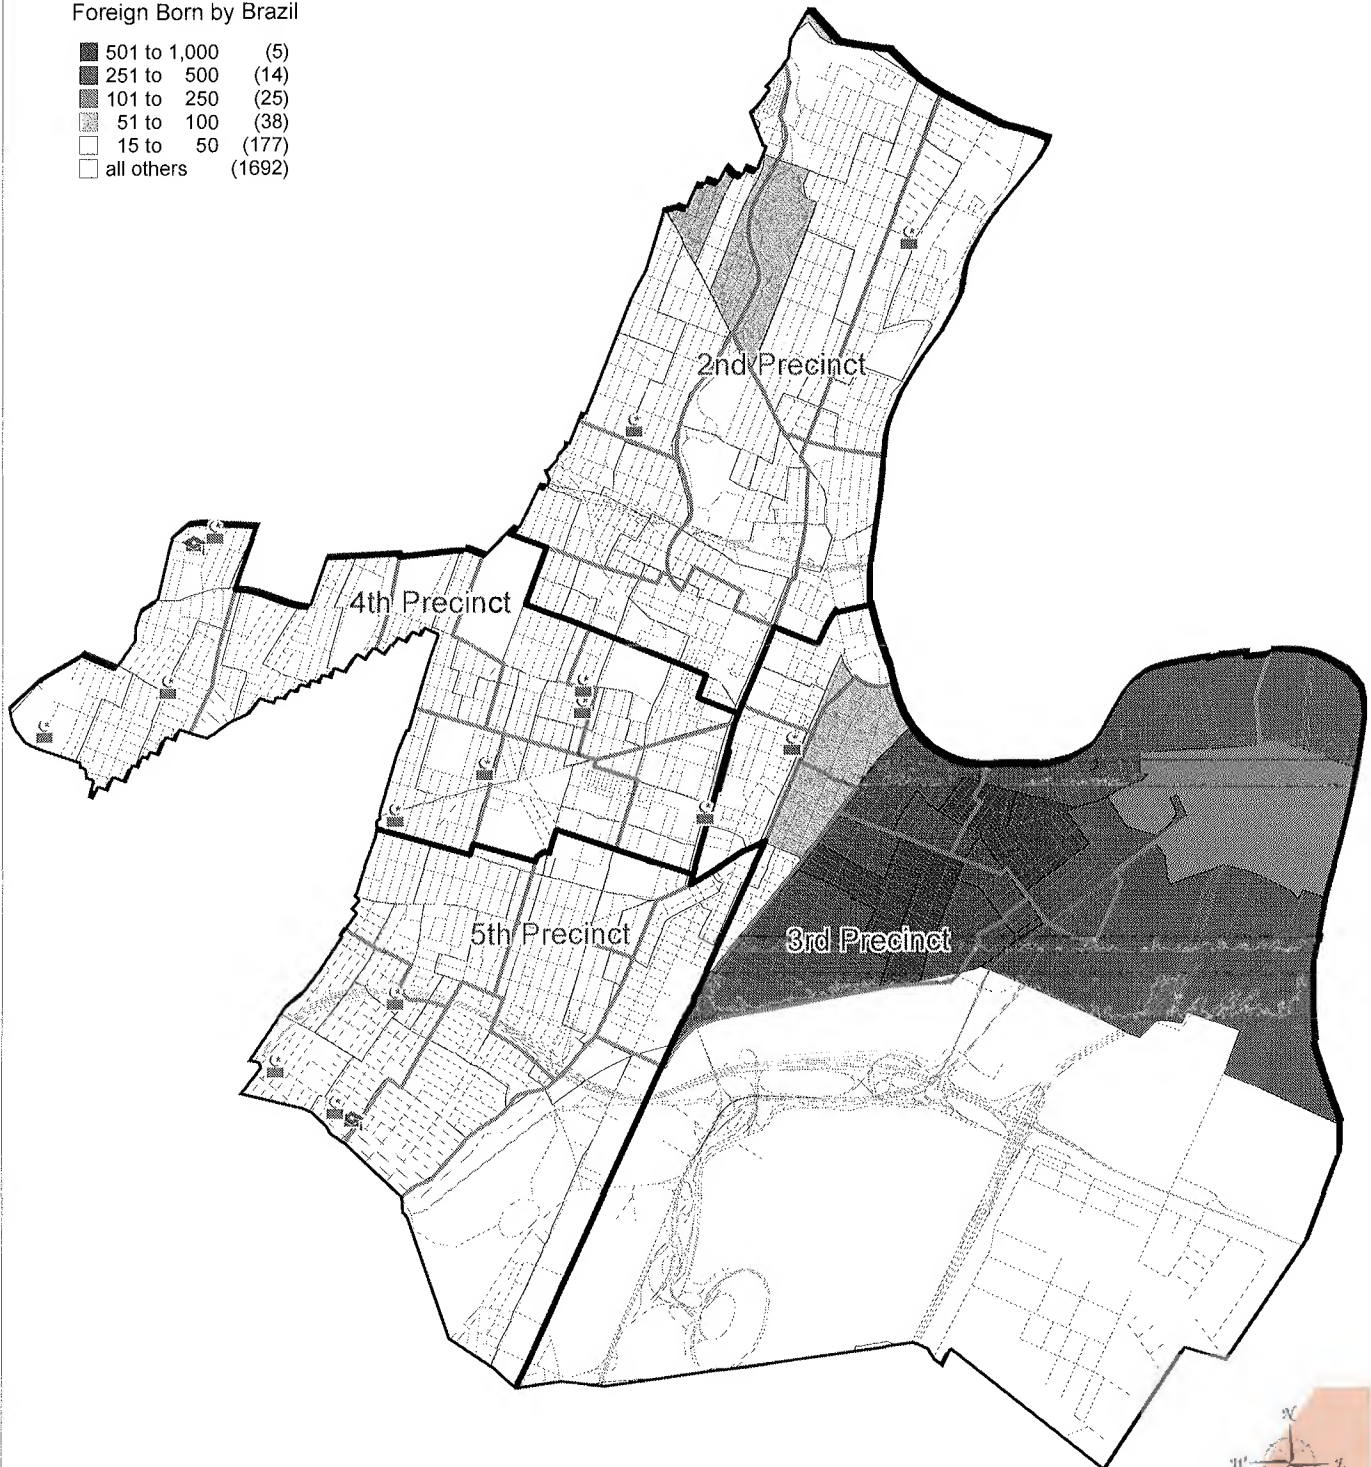 Foreign Born by Brazil
501 to 1,000 (5)
251 to 500 (14)
101 to 250 (25)
51 to 100 (38)
15 to 50 (177)
all others (1692)
2nd Precinct
4th Precinct
5th Precinct
3rd Precinct
N
W